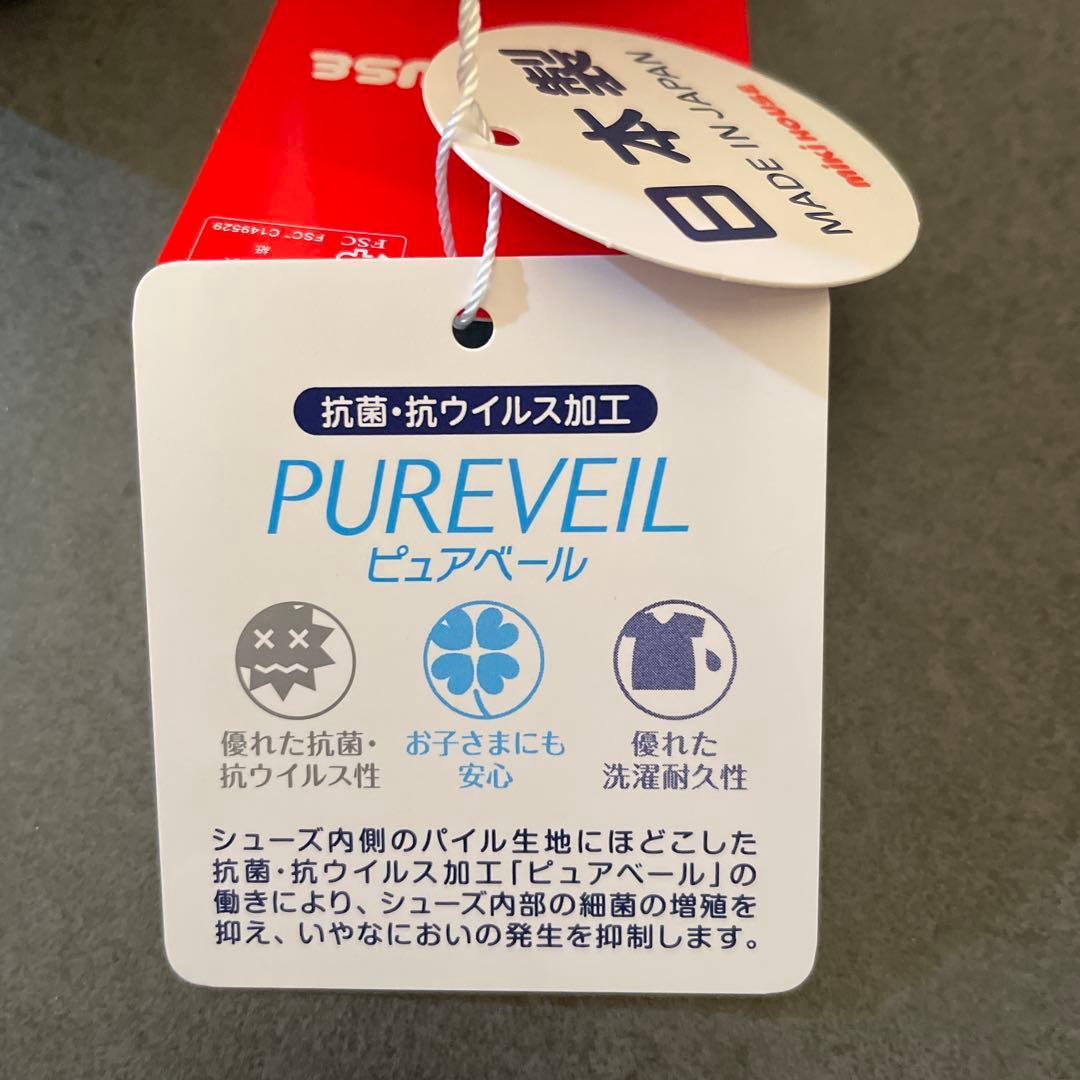 USE
日本製
MADE IN JAPAN
miki HOUSE
FSC
FSC™ C149529
紙
抗菌・抗ウイルス加工
PUREVEIL
ピュアベール
優れた抗菌・
抗ウイルス性
お子さまにも
安心
優れた
洗濯耐久性
シューズ内側のパイル生地にほどこした
抗菌・抗ウイルス加工「ピュアベール」の
働きにより、シューズ内部の細菌の増殖を
抑え、いやなにおいの発生を抑制します。